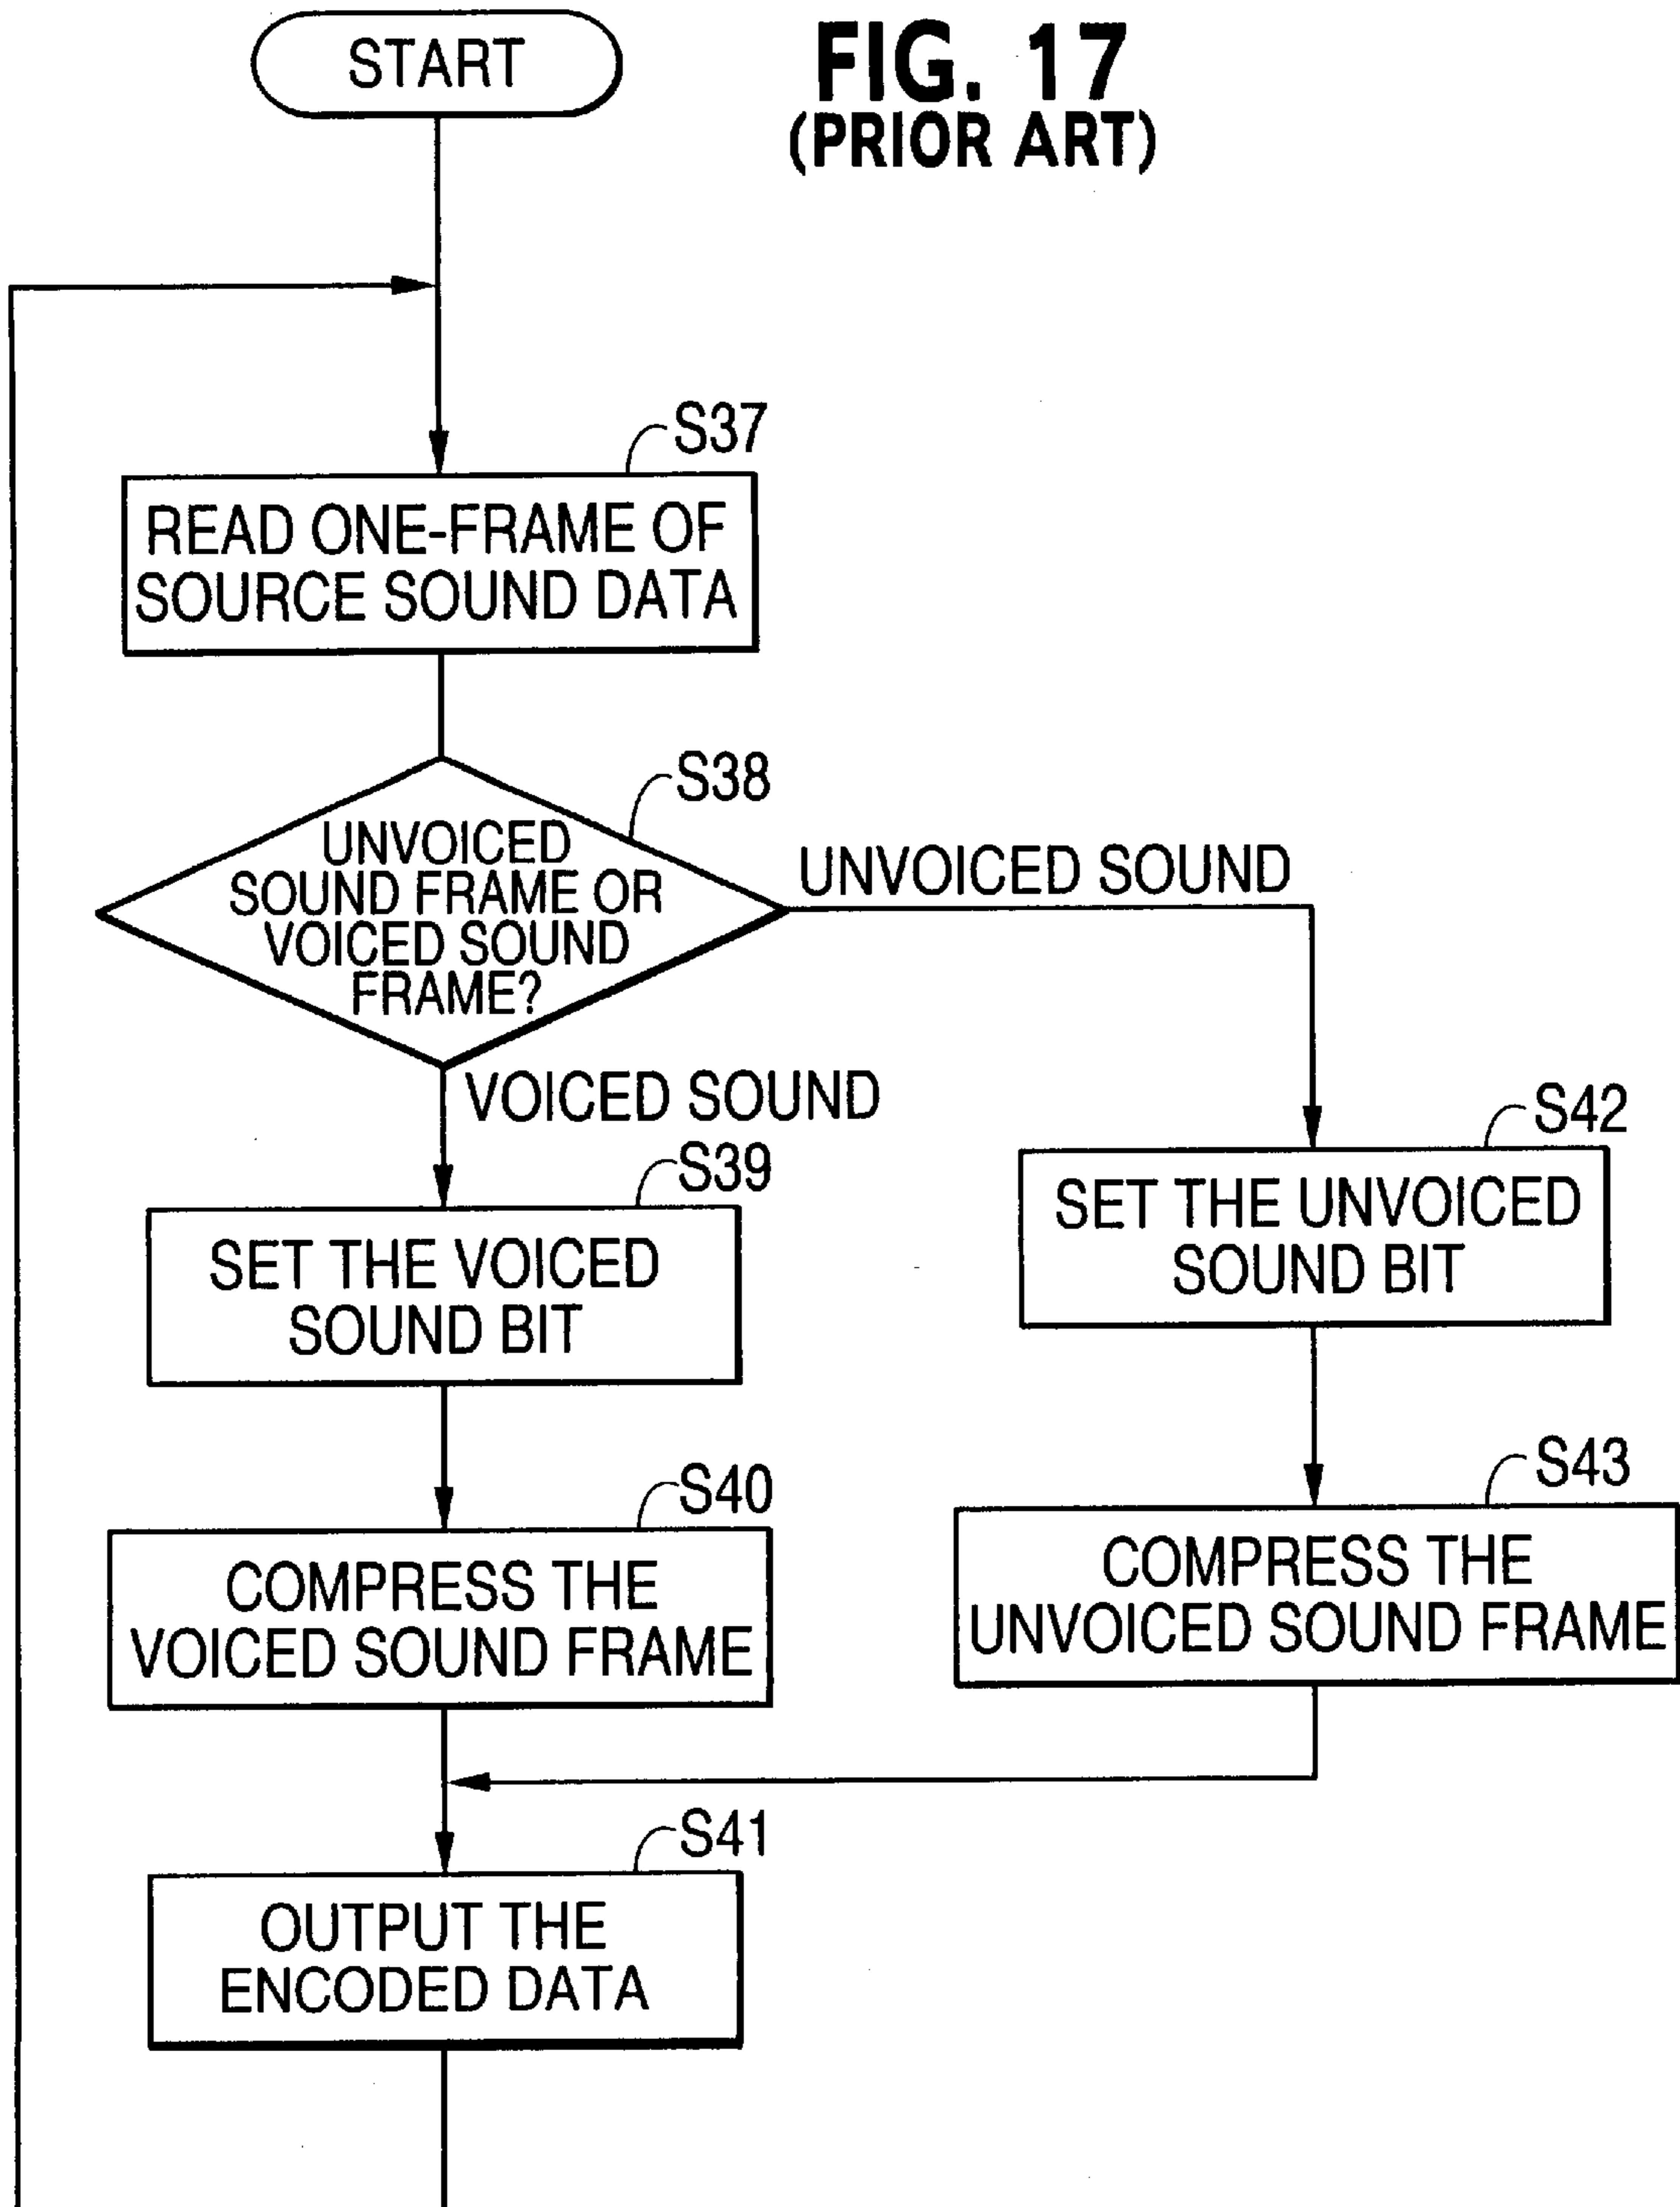 START
FIG. 17
(PRIOR ART)
S37
READ ONE-FRAME OF
SOURCE SOUND DATA
S38
UNVOICED
SOUND FRAME OR
VOICED SOUND
FRAME?
UNVOICED SOUND
VOICED SOUND
S39
SET THE VOICED
SOUND BIT
S42
SET THE UNVOICED
SOUND BIT
S40
COMPRESS THE
VOICED SOUND FRAME
S43
COMPRESS THE
UNVOICED SOUND FRAME
S41
OUTPUT THE
ENCODED DATA